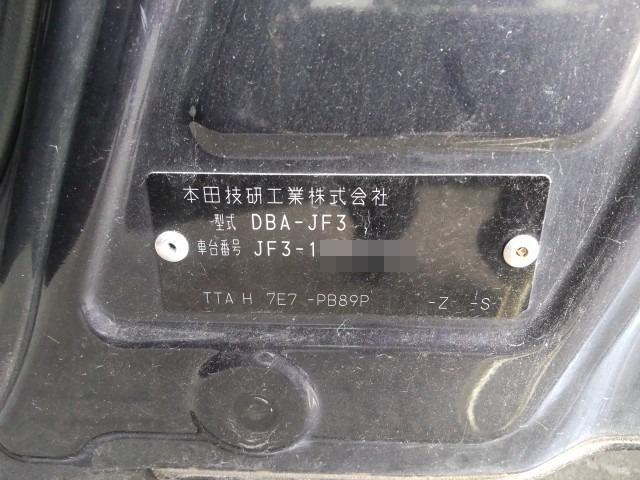 本田技研工業株式会社
型式 DBA-JF3
車台番号 JF3-1
TTA H 7E7 -PB89P -Z -S-